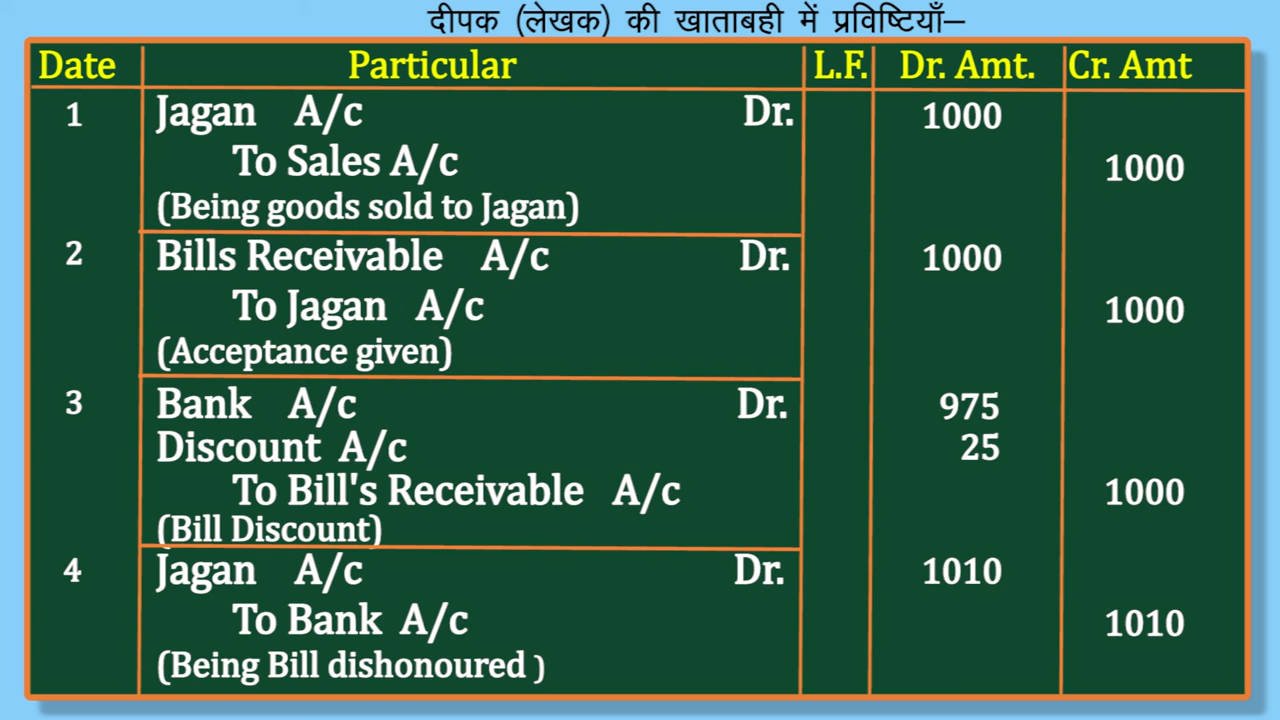 दीपक (लेखक) की खाताबही में प्रविष्टियाँ–
Date Particular L.F. Dr. Amt. Cr. Amt
1 Jagan A/c Dr. 1000
To Sales A/c 1000
(Being goods sold to Jagan)
2 Bills Receivable A/c Dr. 1000
To Jagan A/c 1000
(Acceptance given)
3 Bank A/c Dr. 975
Discount A/c 25
To Bill's Receivable A/c 1000
(Bill Discount)
4 Jagan A/c Dr. 1010
To Bank A/c 1010
(Being Bill dishonoured )